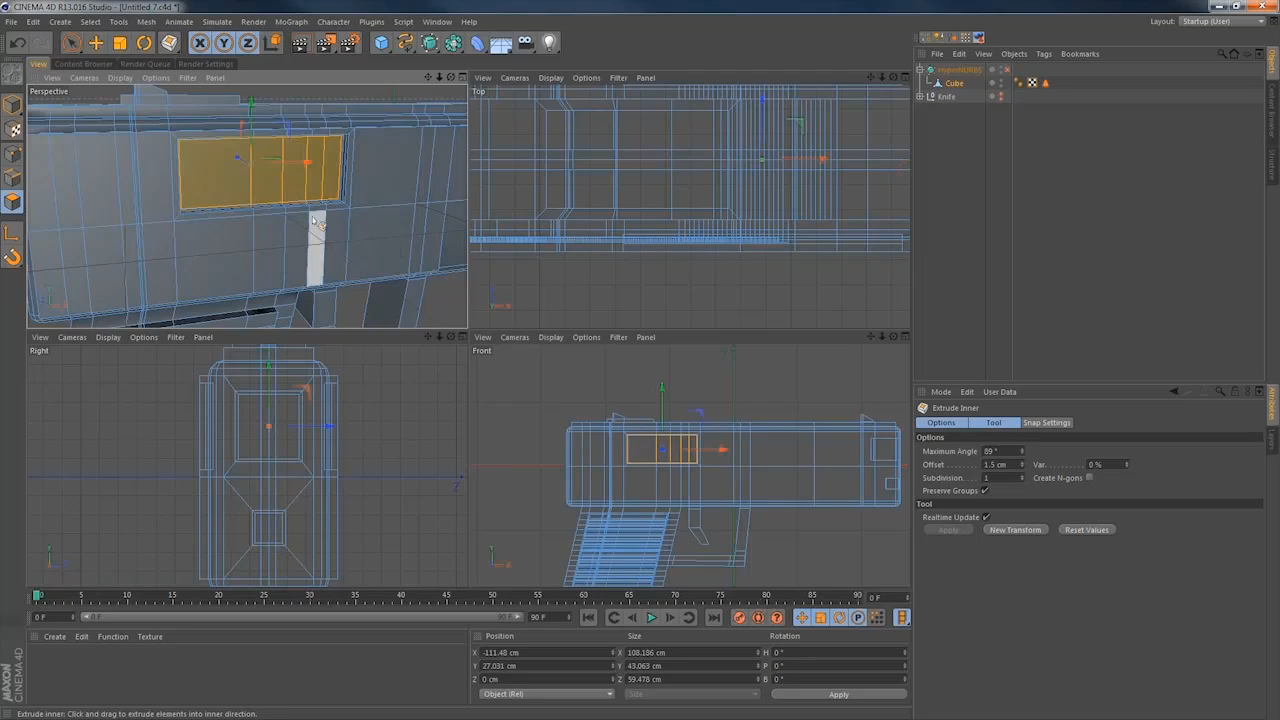 CINEMA 4D R13.016 Studio - [Untitled 7.c4d *]
File Edit Create Select Tools Mesh Animate Simulate Render MoGraph Character Plugins Script Window Help
Layout: Startup (User)
View Content Browser Render Queue Render Settings
File Edit View Objects Tags Bookmarks
View Cameras Display Options Filter Panel
Perspective
View Cameras Display Options Filter Panel
Top
HyperNURBS
Cube
Knife
Objects
Content Browser
Structure
View Cameras Display Options Filter Panel
Right
View Cameras Display Options Filter Panel
Front
Mode Edit User Data
Extrude Inner
Options Tool Snap Settings
Options
Maximum Angle 89 °
Offset 1.5 cm Var. 0 %
Subdivision 1 Create N-gons
Preserve Groups
Tool
Realtime Update
Apply New Transform Reset Values
Attributes
Layers
0 5 10 15 20 25 30 35 40 45 50 55 60 65 70 75 80 85 90 0 F
0 F 0 F 90 F 90 F
Create Edit Function Texture
Position Size Rotation
X -111.48 cm X 108.186 cm H 0 °
Y 27.031 cm Y 43.063 cm P 0 °
Z 0 cm Z 59.478 cm B 0 °
Object (Rel) Size Apply
MAXON CINEMA 4D
Extrude inner: Click and drag to extrude elements into inner direction.